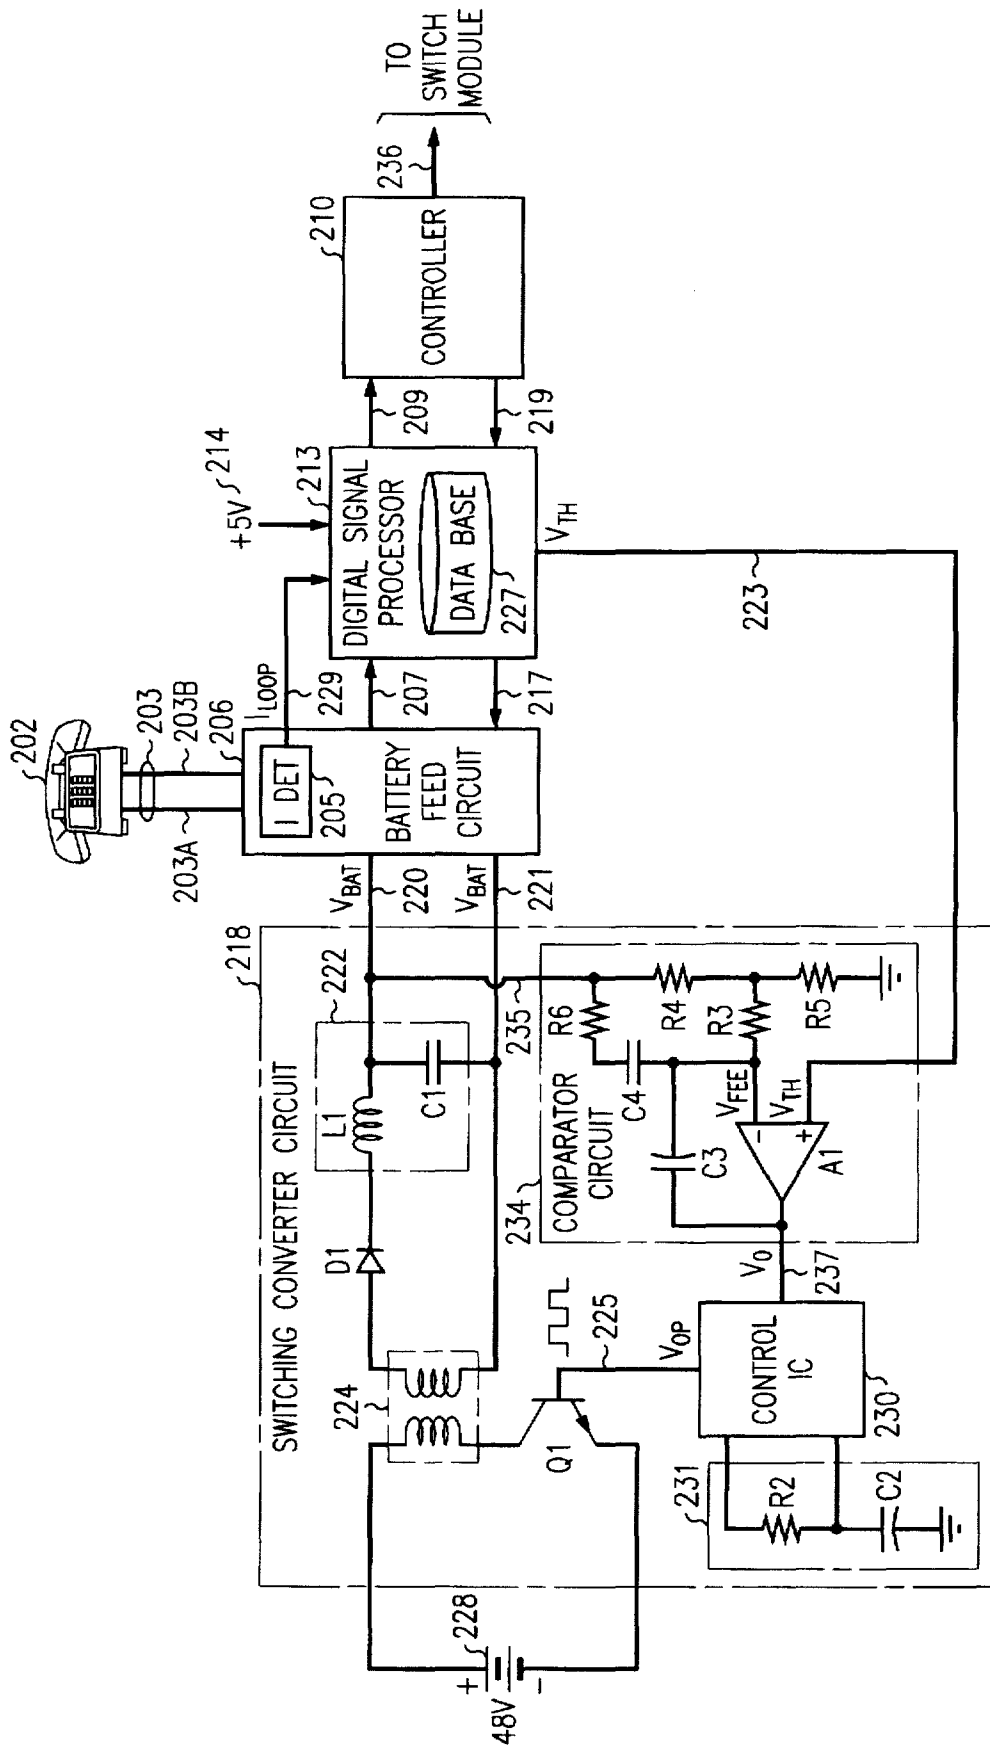 202
203
203A
203B
206
I LOOP
229
I DET
205
BATTERY
FEED
CIRCUIT
207
217
+5V
214
213
DIGITAL SIGNAL
PROCESSOR
DATA BASE
227
VTH
223
209
219
210
CONTROLLER
236
TO
SWITCH
MODULE
VBAT
220
VBAT
221
218
SWITCHING CONVERTER CIRCUIT
222
L1
C1
D1
224
Q1
228
+
48V
-
225
VOP
CONTROL
IC
230
231
R2
C2
VO
237
234
COMPARATOR
CIRCUIT
235
R6
C4
R4
R3
R5
C3
VFEE
VTH
-
+
A1